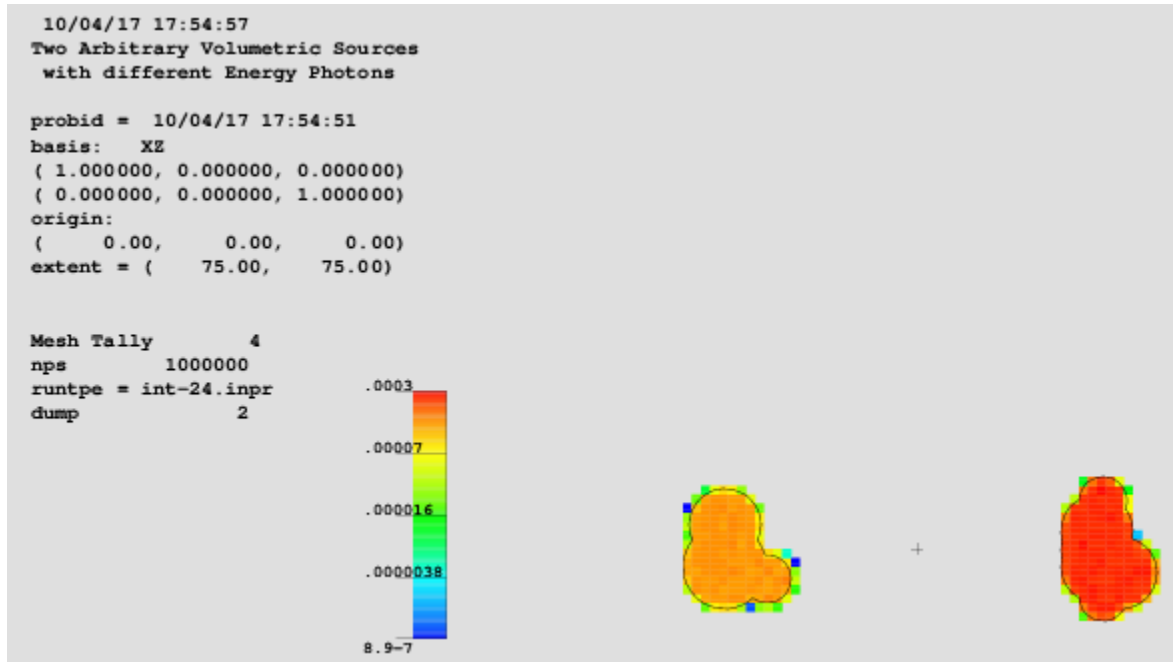 10/04/17 17:54:57
Two Arbitrary Volumetric Sources
with different Energy Photons
probid = 10/04/17 17:54:51
basis: XZ
( 1.000000, 0.000000, 0.000000)
( 0.000000, 0.000000, 1.000000)
origin:
( 0.00, 0.00, 0.00)
extent = ( 75.00, 75.00)
Mesh Tally 4
nps 1000000
runtpe = int-24.inpr
dump 2
.0003
.00007
.000016
.0000038
8.9-7